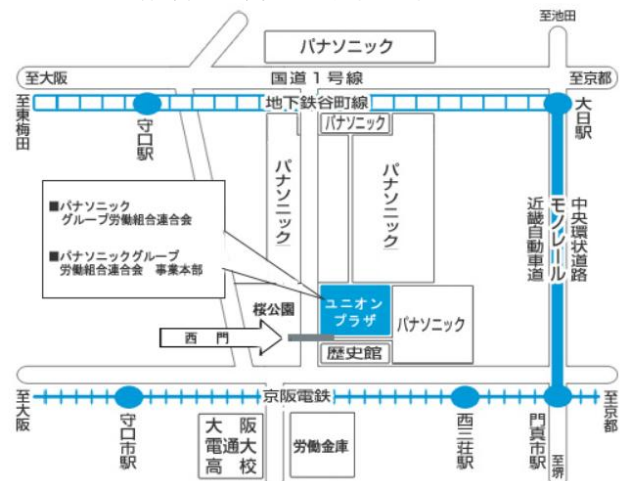 至池田
パナソニック
至大阪
国道1号線
至京都
至東梅田
地下鉄谷町線
大日駅
守口駅
パナソニック
パナソニック
パナソニック
■パナソニック
グループ労働組合連合会
■パナソニックグループ
労働組合連合会 事業本部
近畿自動車道
モノレール
中央環状道路
桜公園
ユニオン
プラザ
パナソニック
西門
歴史館
至大阪
京阪電鉄
至京都
守口市駅
大阪
電通大
高校
労働金庫
西三荘駅
門真市駅
至堺